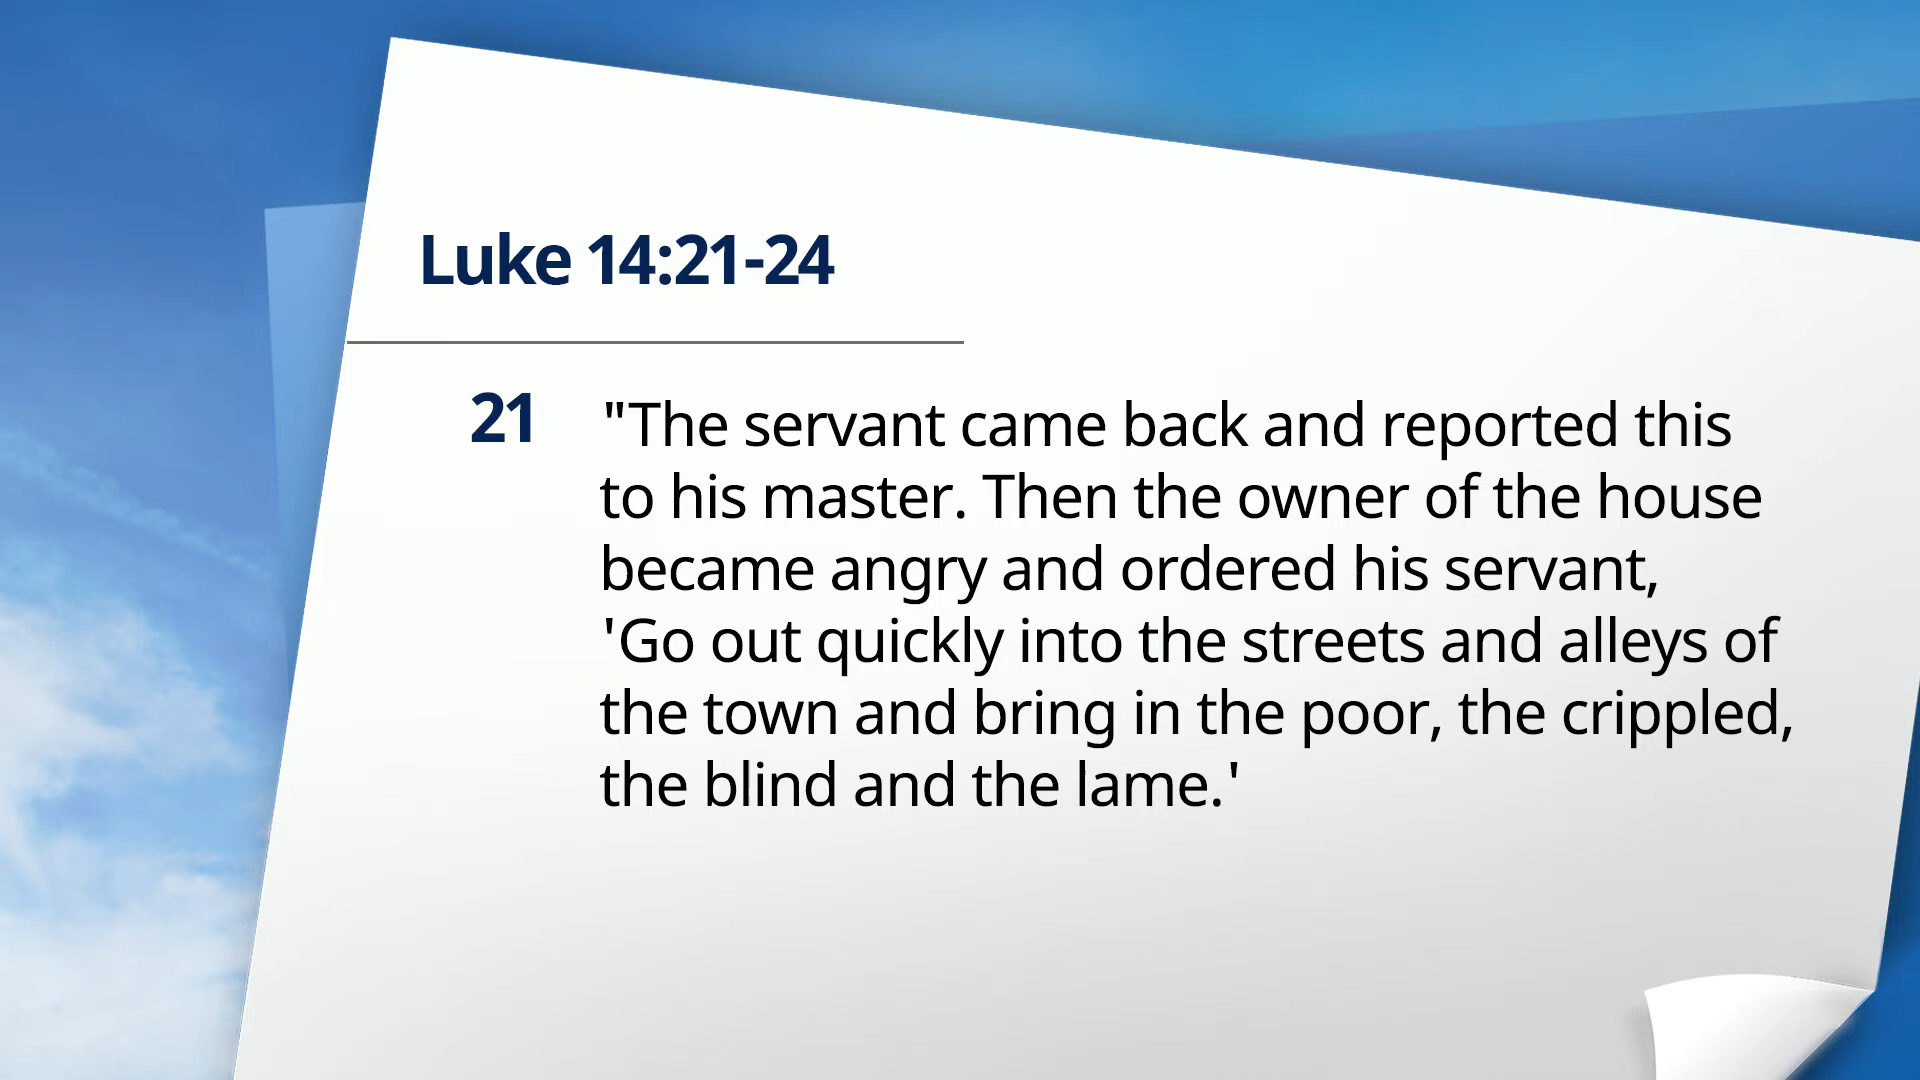 Luke 14:21-24
21 "The servant came back and reported this
to his master. Then the owner of the house
became angry and ordered his servant,
'Go out quickly into the streets and alleys of
the town and bring in the poor, the crippled,
the blind and the lame.'